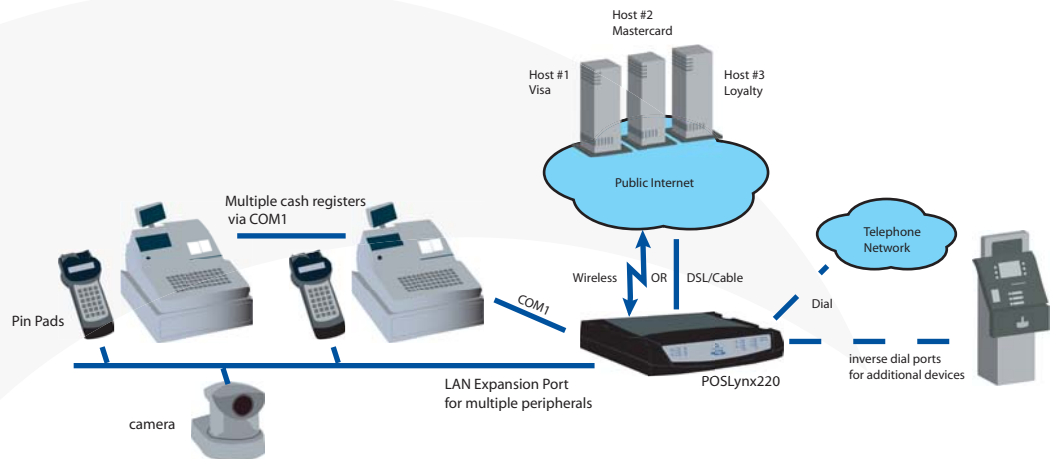 Host #2
Mastercard
Host #1
Visa
Host #3
Loyalty
Public Internet
Multiple cash registers
via COM1
Telephone
Network
Wireless
OR
DSL/Cable
COM1
Dial
Pin Pads
POSLynx220
inverse dial ports
for additional devices
LAN Expansion Port
for multiple peripherals
camera